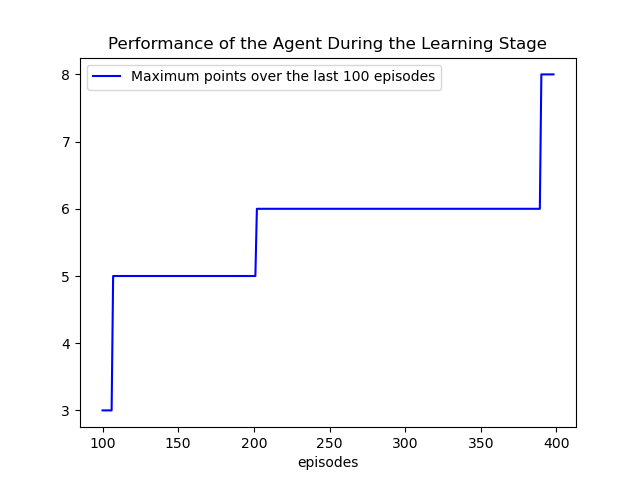 Performance of the Agent During the Learning Stage
Maximum points over the last 100 episodes
8
7
6
5
4
3
100 150 200 250 300 350 400
episodes